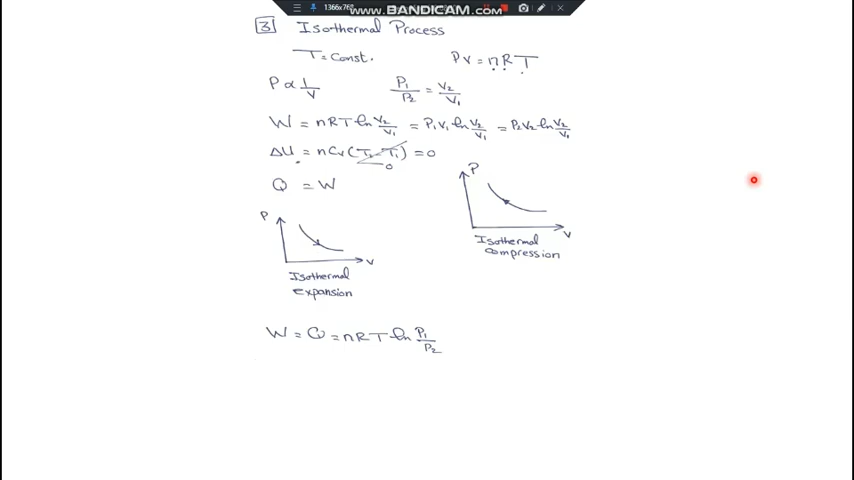 1366x768
www.BANDICAM.com
3 Isothermal Process
T = Const.
PV = nRT
P ∝ 1/V
P1/P2 = V2/V1
W = nRT ln V2/V1 = P1V1 ln V2/V1 = P2V2 ln V2/V1
ΔU = nCv(T2 - T1) = 0
0
Q = W
P
V
Isothermal
compression
P
V
Isothermal
expansion
W = Q = nRT ln P1/P2